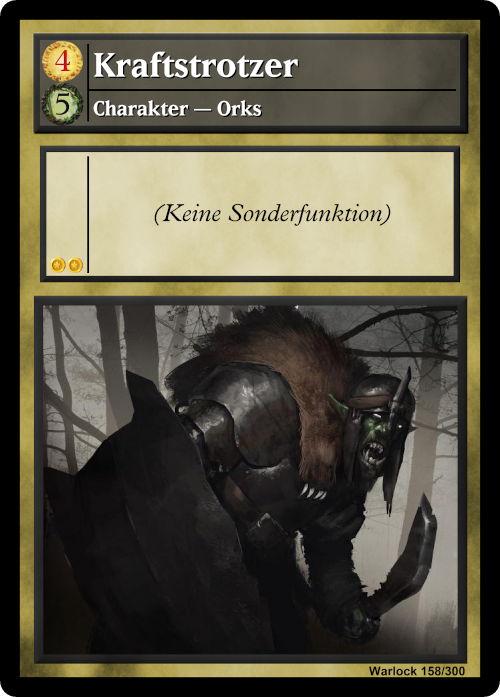 4
Kraftstrotzer
5
Charakter — Orks
(Keine Sonderfunktion)
Warlock 158/300